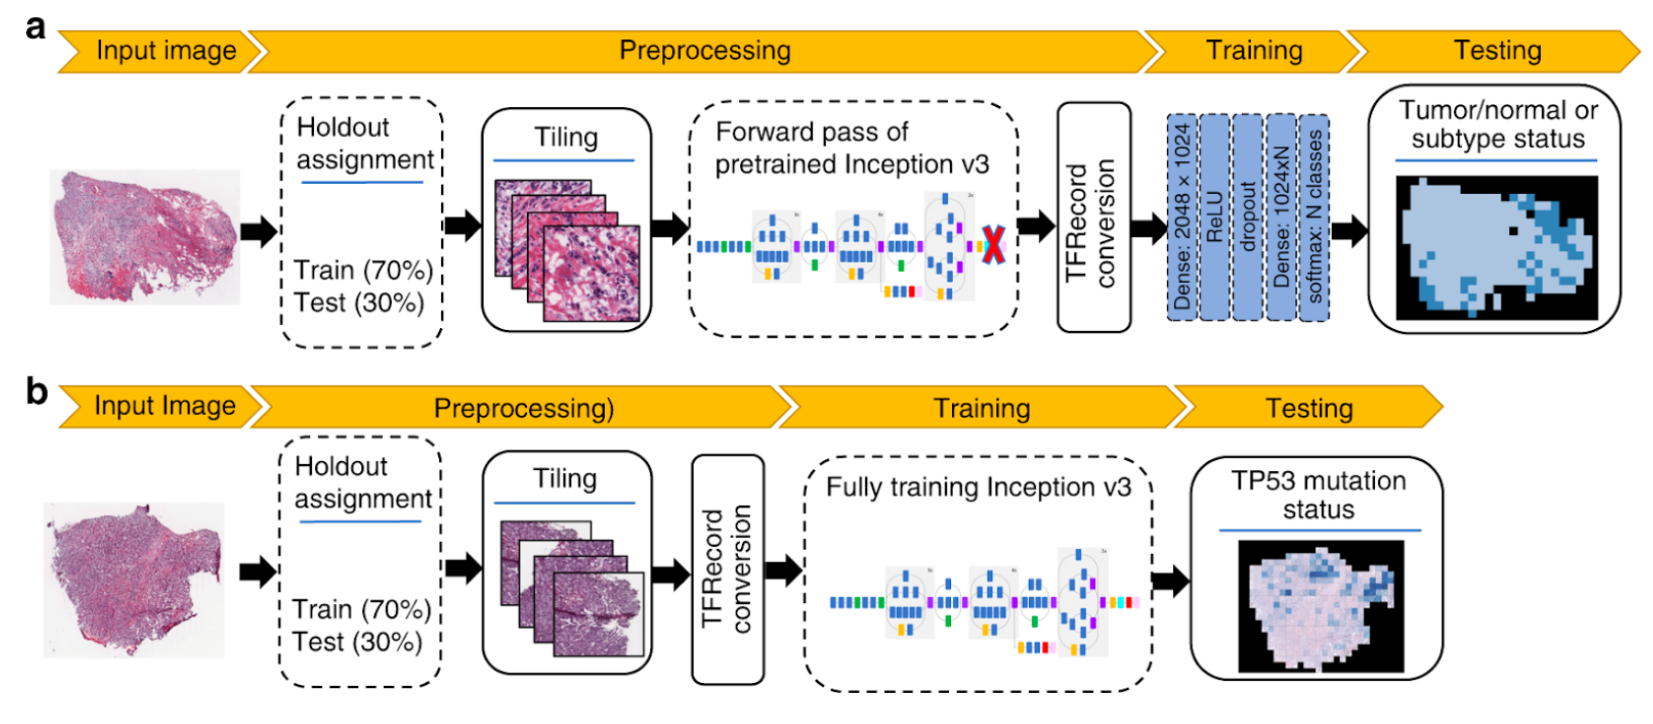 a
Input image
Preprocessing
Training
Testing
Holdout
assignment
Train (70%)
Test (30%)
Tiling
Forward pass of
pretrained Inception v3
X
TFRecord
conversion
Dense: 2048 × 1024
ReLU
dropout
Dense: 1024xN
softmax: N classes
Tumor/normal or
subtype status
b
Input Image
Preprocessing)
Training
Testing
Holdout
assignment
Train (70%)
Test (30%)
Tiling
TFRecord
conversion
Fully training Inception v3
TP53 mutation
status